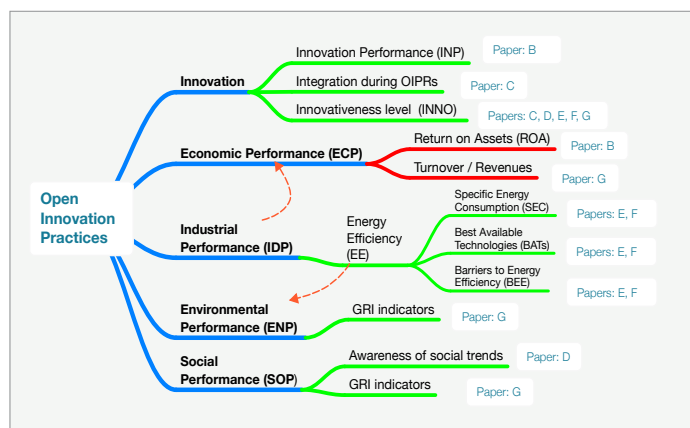 Innovation Performance (INP)
Paper: B
Innovation
Integration during OIPRs
Paper: C
Innovativeness level  (INNO)
Papers: C, D, E, F, G
Economic Performance (ECP)
Return on Assets (ROA)
Paper: B
Turnover / Revenues
Paper: G
Open
Innovation
Practices
Industrial
Performance (IDP)
Energy
Efficiency
(EE)
Specific Energy
Consumption (SEC)
Papers: E, F
Best Available
Technologies (BATs)
Papers: E, F
Barriers to Energy
Efficiency (BEE)
Papers: E, F
Environmental
Performance (ENP)
GRI indicators
Paper: G
Social
Performance (SOP)
Awareness of social trends
Paper: D
GRI indicators
Paper: G